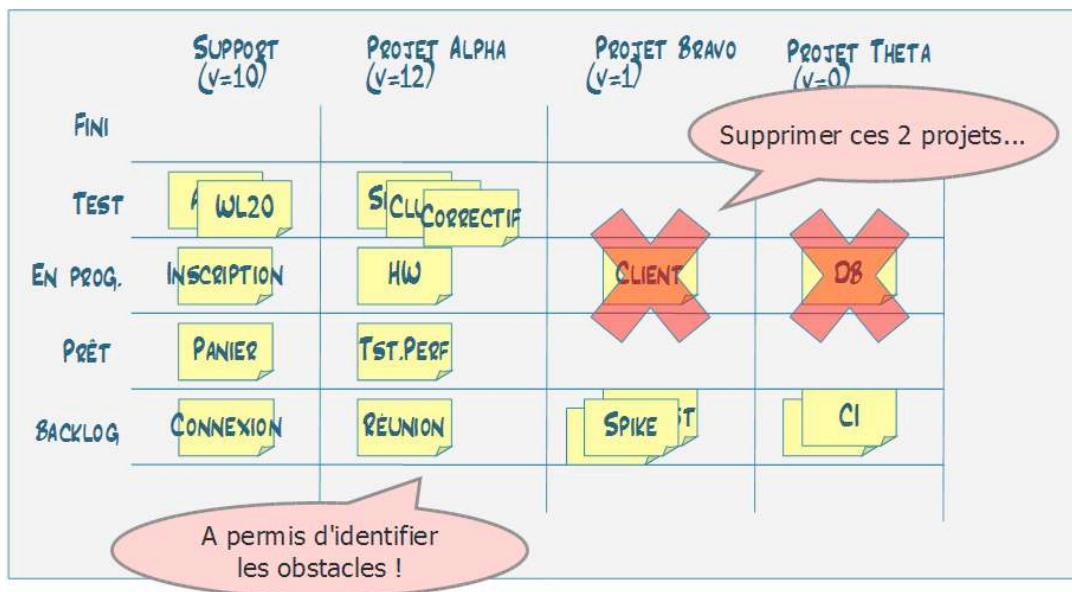 Support Projet Alpha Projet Bravo Projet Theta
(v=10) (v=12) (v=1) (v=0)
Fini
Supprimer ces 2 projets...
Test WL20 Correctif
En prog. Inscription HW Client DB
Prêt Panier Tst.Perf
Backlog Connexion Réunion Spike CI
A permis d'identifier
les obstacles !